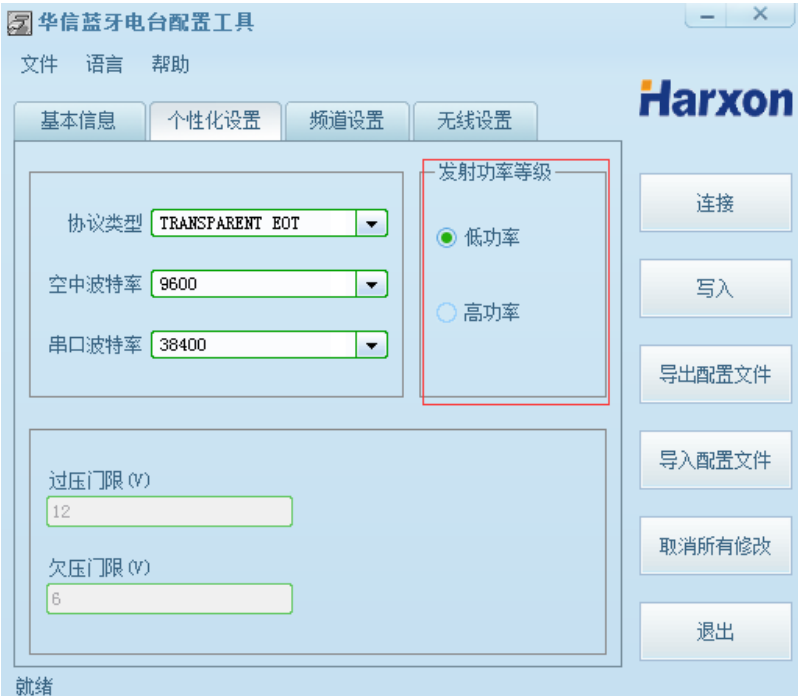 华信蓝牙电台配置工具
文件 语言 帮助
Harxon
基本信息 个性化设置 频道设置 无线设置
协议类型 TRANSPARENT EOT
空中波特率 9600
串口波特率 38400
发射功率等级
低功率
高功率
过压门限(V)
12
欠压门限(V)
6
连接
写入
导出配置文件
导入配置文件
取消所有修改
退出
就绪